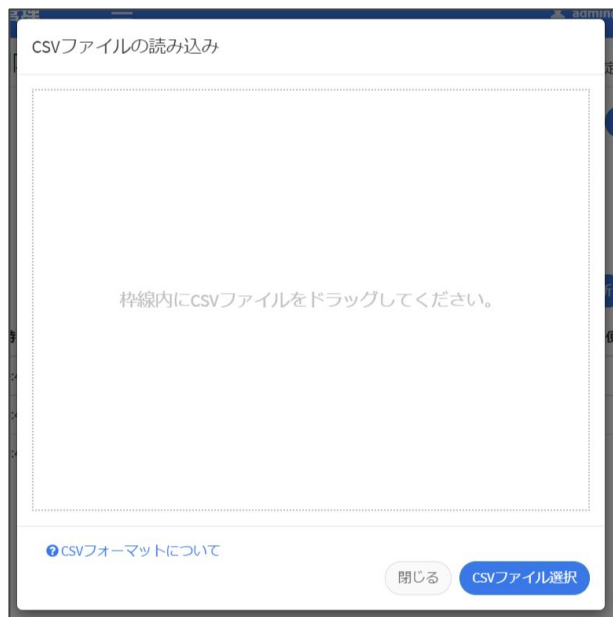 admin
CSVファイルの読み込み
枠線内にCSVファイルをドラッグしてください。
CSVフォーマットについて
閉じる
CSVファイル選択